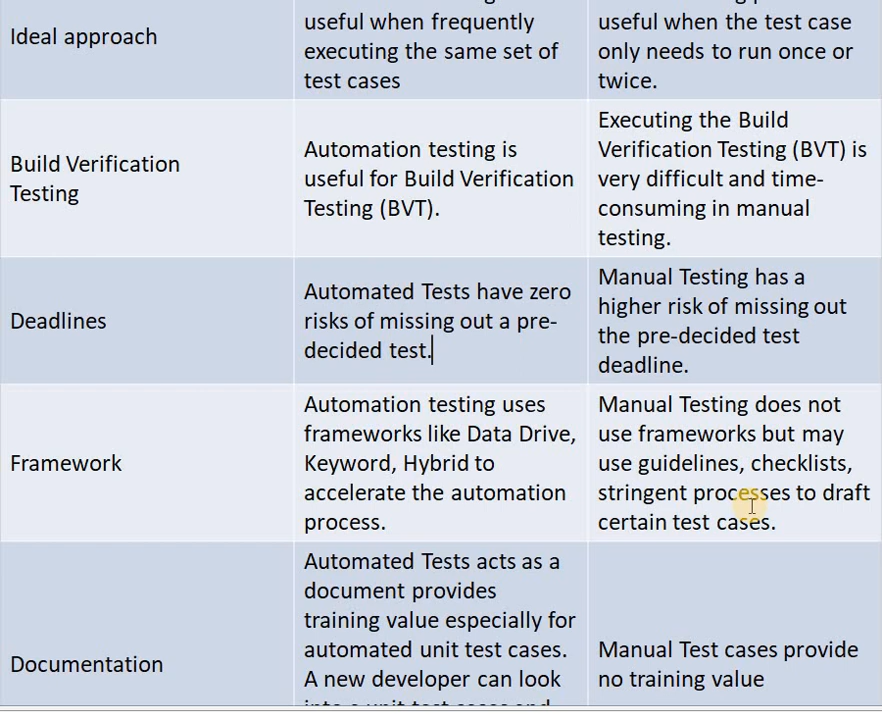 Ideal approach
useful when frequently
executing the same set of
test cases
useful when the test case
only needs to run once or
twice.
Build Verification
Testing
Automation testing is
useful for Build Verification
Testing (BVT).
Executing the Build
Verification Testing (BVT) is
very difficult and time-
consuming in manual
testing.
Deadlines
Automated Tests have zero
risks of missing out a pre-
decided test.
Manual Testing has a
higher risk of missing out
the pre-decided test
deadline.
Framework
Automation testing uses
frameworks like Data Drive,
Keyword, Hybrid to
accelerate the automation
process.
Manual Testing does not
use frameworks but may
use guidelines, checklists,
stringent processes to draft
certain test cases.
Documentation
Automated Tests acts as a
document provides
training value especially for
automated unit test cases.
A new developer can look
Manual Test cases provide
no training value